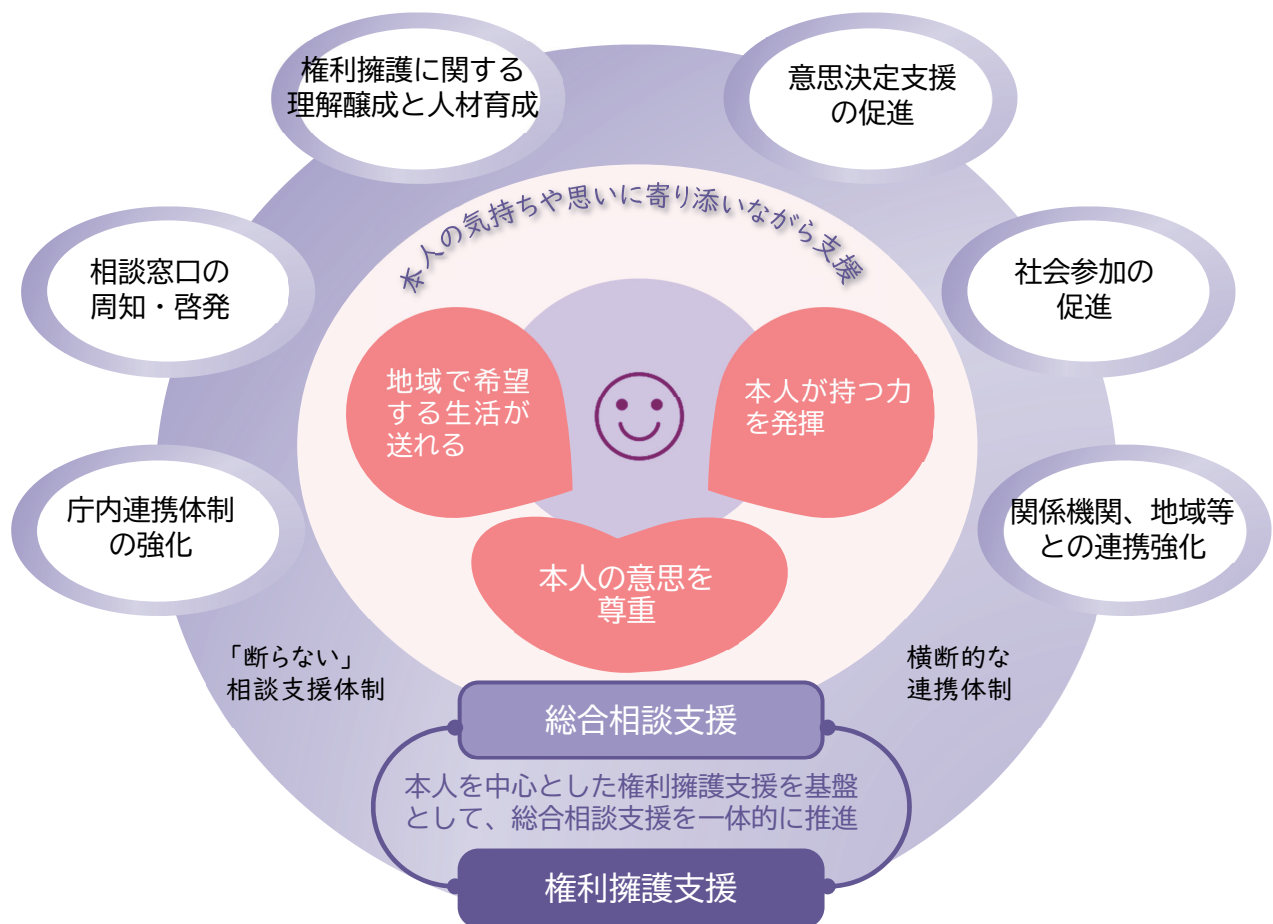 権利擁護に関する
理解醸成と人材育成
意思決定支援
の促進
相談窓口の
周知・啓発
社会参加の
促進
庁内連携体制
の強化
関係機関、地域等
との連携強化
本人の気持ちや思いに寄り添いながら支援
地域で希望
する生活が
送れる
本人が持つ力
を発揮
本人の意思を
尊重
「断らない」
相談支援体制
横断的な
連携体制
総合相談支援
本人を中心とした権利擁護支援を基盤
として、総合相談支援を一体的に推進
権利擁護支援